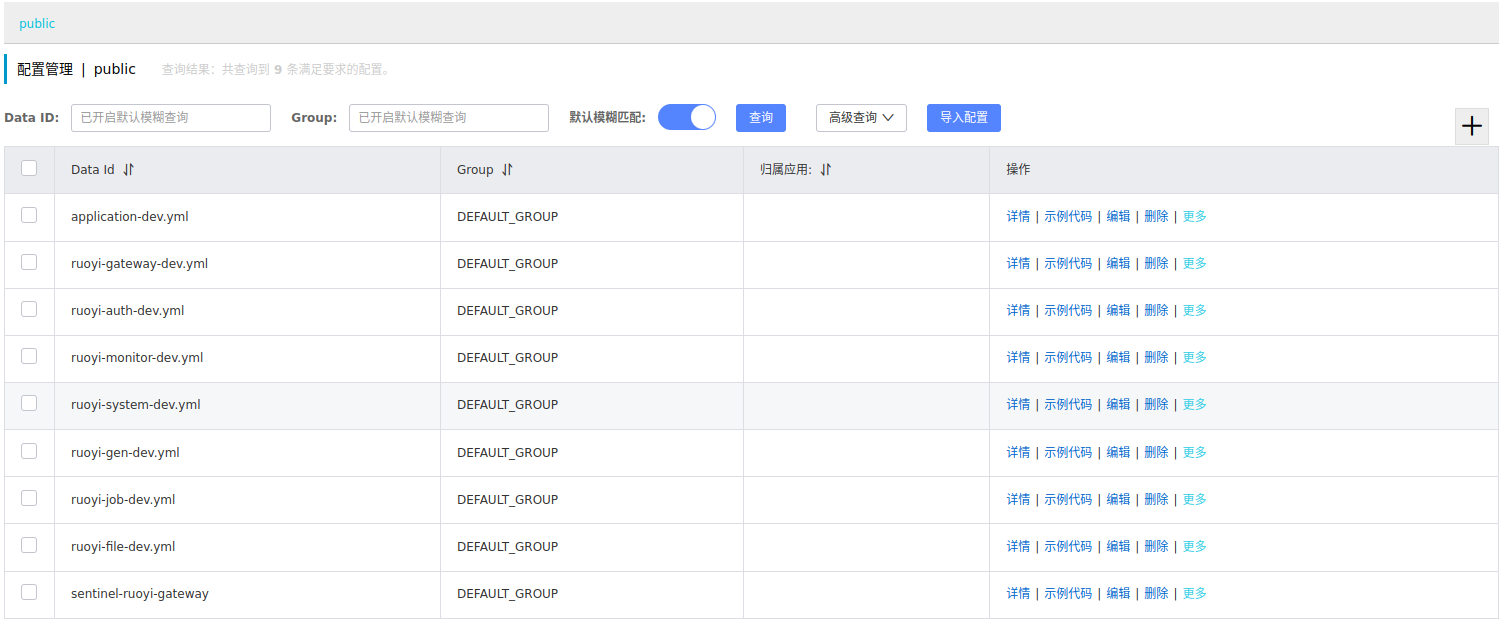 public
配置管理 | public 查询结果：共查询到 9 条满足要求的配置。
Data ID: 已开启默认模糊查询 Group: 已开启默认模糊查询 默认模糊匹配: 查询 高级查询 导入配置
Data Id Group 归属应用: 操作
application-dev.yml DEFAULT_GROUP 详情 | 示例代码 | 编辑 | 删除 | 更多
ruoyi-gateway-dev.yml DEFAULT_GROUP 详情 | 示例代码 | 编辑 | 删除 | 更多
ruoyi-auth-dev.yml DEFAULT_GROUP 详情 | 示例代码 | 编辑 | 删除 | 更多
ruoyi-monitor-dev.yml DEFAULT_GROUP 详情 | 示例代码 | 编辑 | 删除 | 更多
ruoyi-system-dev.yml DEFAULT_GROUP 详情 | 示例代码 | 编辑 | 删除 | 更多
ruoyi-gen-dev.yml DEFAULT_GROUP 详情 | 示例代码 | 编辑 | 删除 | 更多
ruoyi-job-dev.yml DEFAULT_GROUP 详情 | 示例代码 | 编辑 | 删除 | 更多
ruoyi-file-dev.yml DEFAULT_GROUP 详情 | 示例代码 | 编辑 | 删除 | 更多
sentinel-ruoyi-gateway DEFAULT_GROUP 详情 | 示例代码 | 编辑 | 删除 | 更多